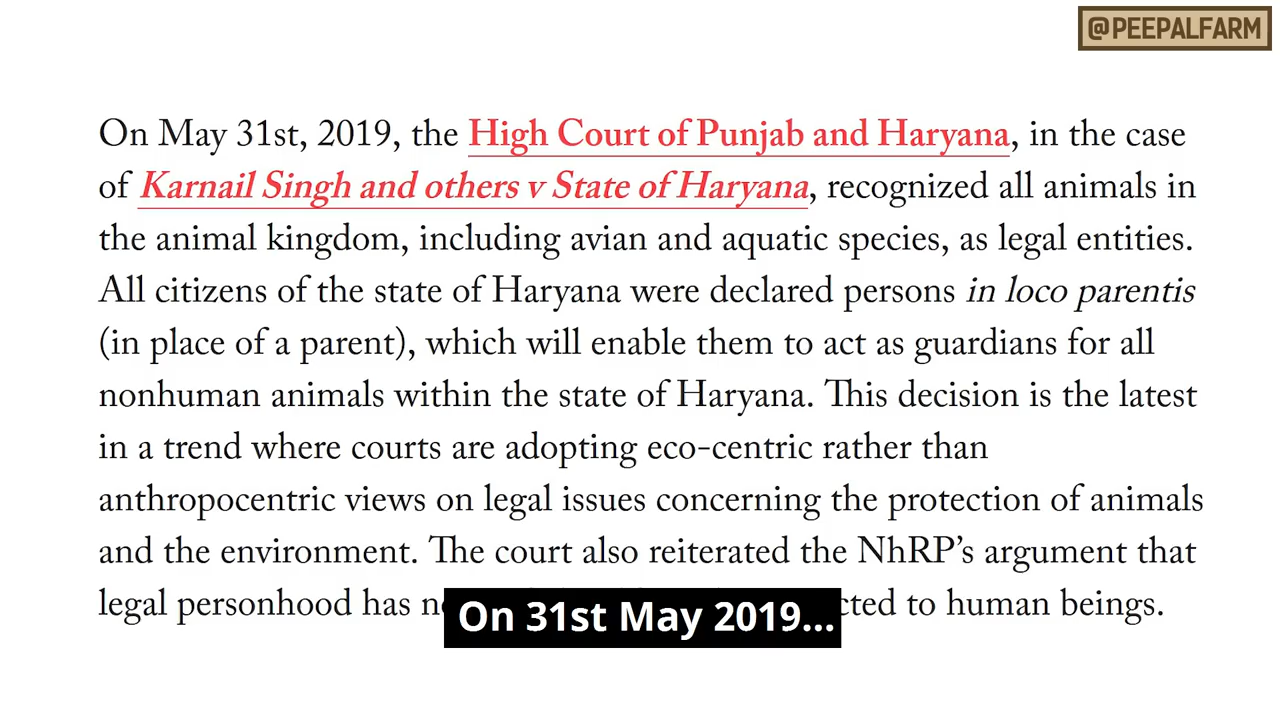 @PEEPALFARM
On May 31st, 2019, the High Court of Punjab and Haryana, in the case
of Karnail Singh and others v State of Haryana, recognized all animals in
the animal kingdom, including avian and aquatic species, as legal entities.
All citizens of the state of Haryana were declared persons in loco parentis
(in place of a parent), which will enable them to act as guardians for all
nonhuman animals within the state of Haryana. This decision is the latest
in a trend where courts are adopting eco-centric rather than
anthropocentric views on legal issues concerning the protection of animals
and the environment. The court also reiterated the NhRP’s argument that
legal personhood has to human beings.
On 31st May 2019...